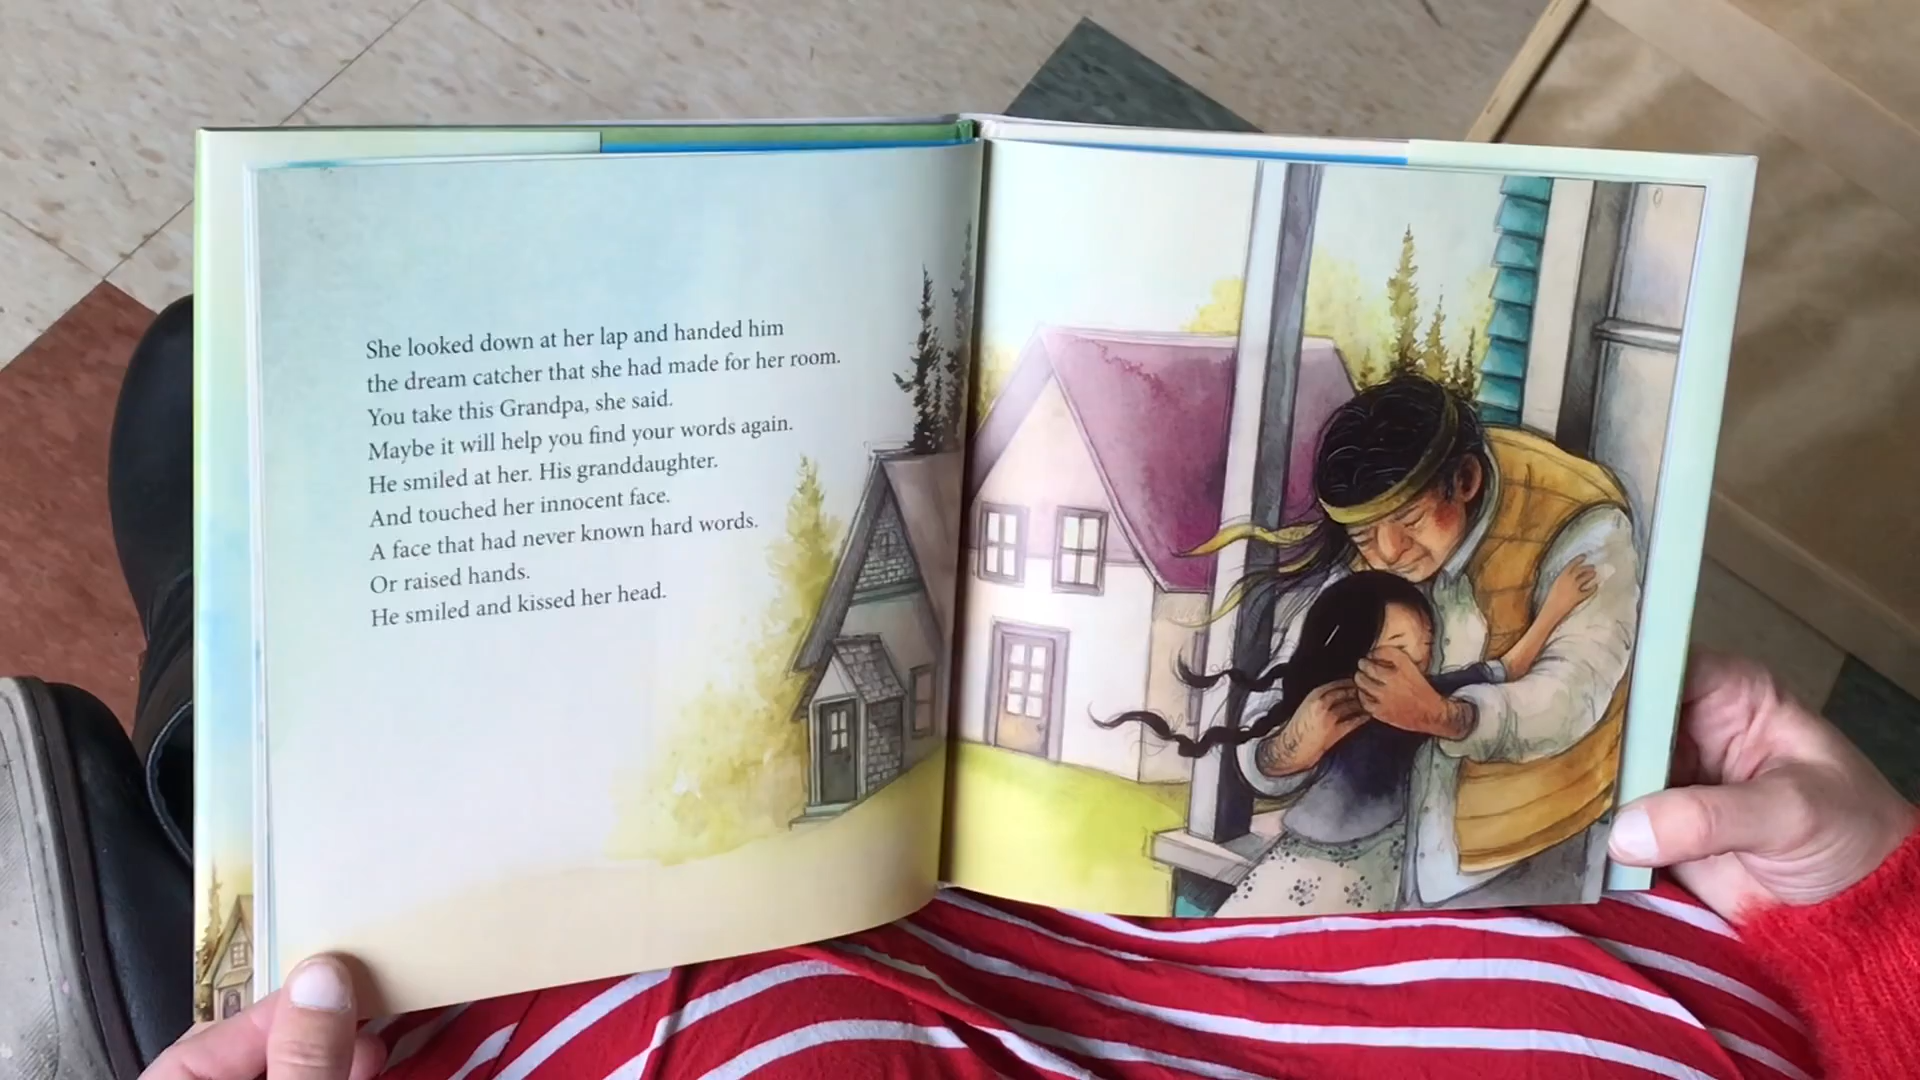 She looked down at her lap and handed him
the dream catcher that she had made for her room.
You take this Grandpa, she said.
Maybe it will help you find your words again.
He smiled at her. His granddaughter.
And touched her innocent face.
A face that had never known hard words.
Or raised hands.
He smiled and kissed her head.